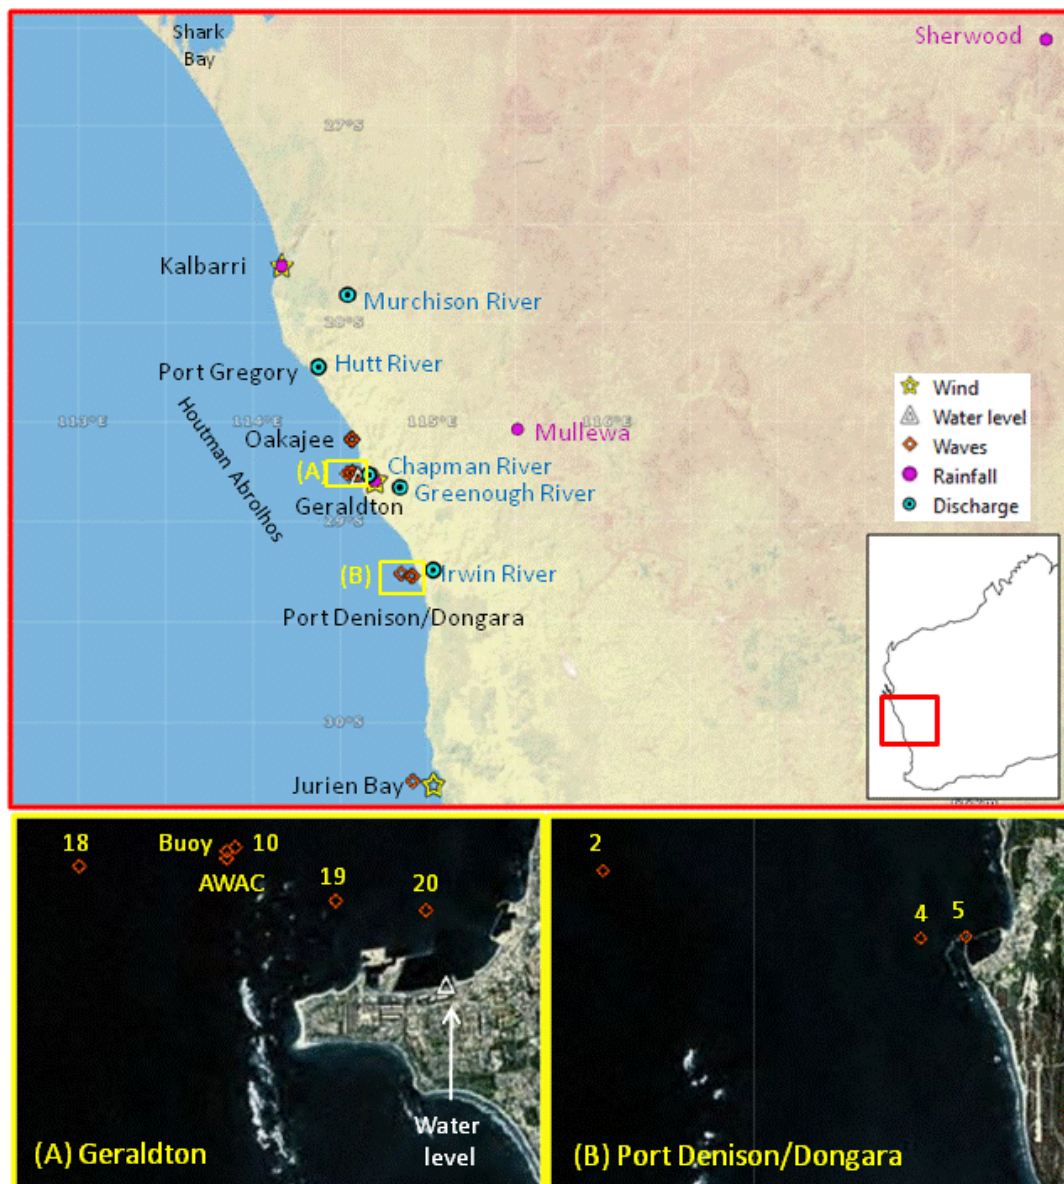 Shark
Bay
Sherwood
27°S
Kalbarri
Murchison River
28°S
Port Gregory
Hutt River
Houtman Abrolhos
113°E
114°E
115°E
116°E
Oakajee
Mullewa
(A)
Chapman River
Greenough River
Geraldton
29°S
(B)
Irwin River
Port Denison/Dongara
30°S
Jurien Bay
Wind
Water level
Waves
Rainfall
Discharge
18
Buoy
10
AWAC
19
20
Water
level
(A) Geraldton
2
4
5
(B) Port Denison/Dongara